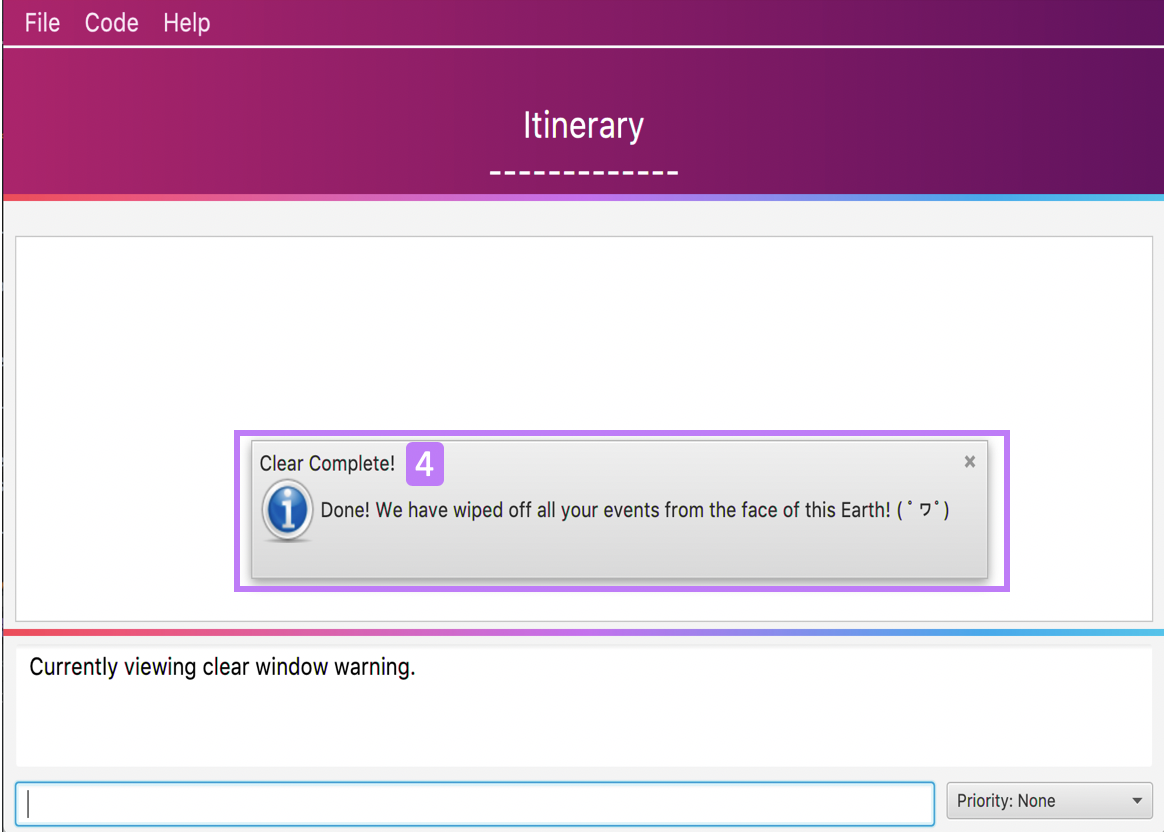 File Code Help
Itinerary
-------------
Clear Complete! 4
Done! We have wiped off all your events from the face of this Earth! ( ﾟ ワﾟ)
Currently viewing clear window warning.
Priority: None